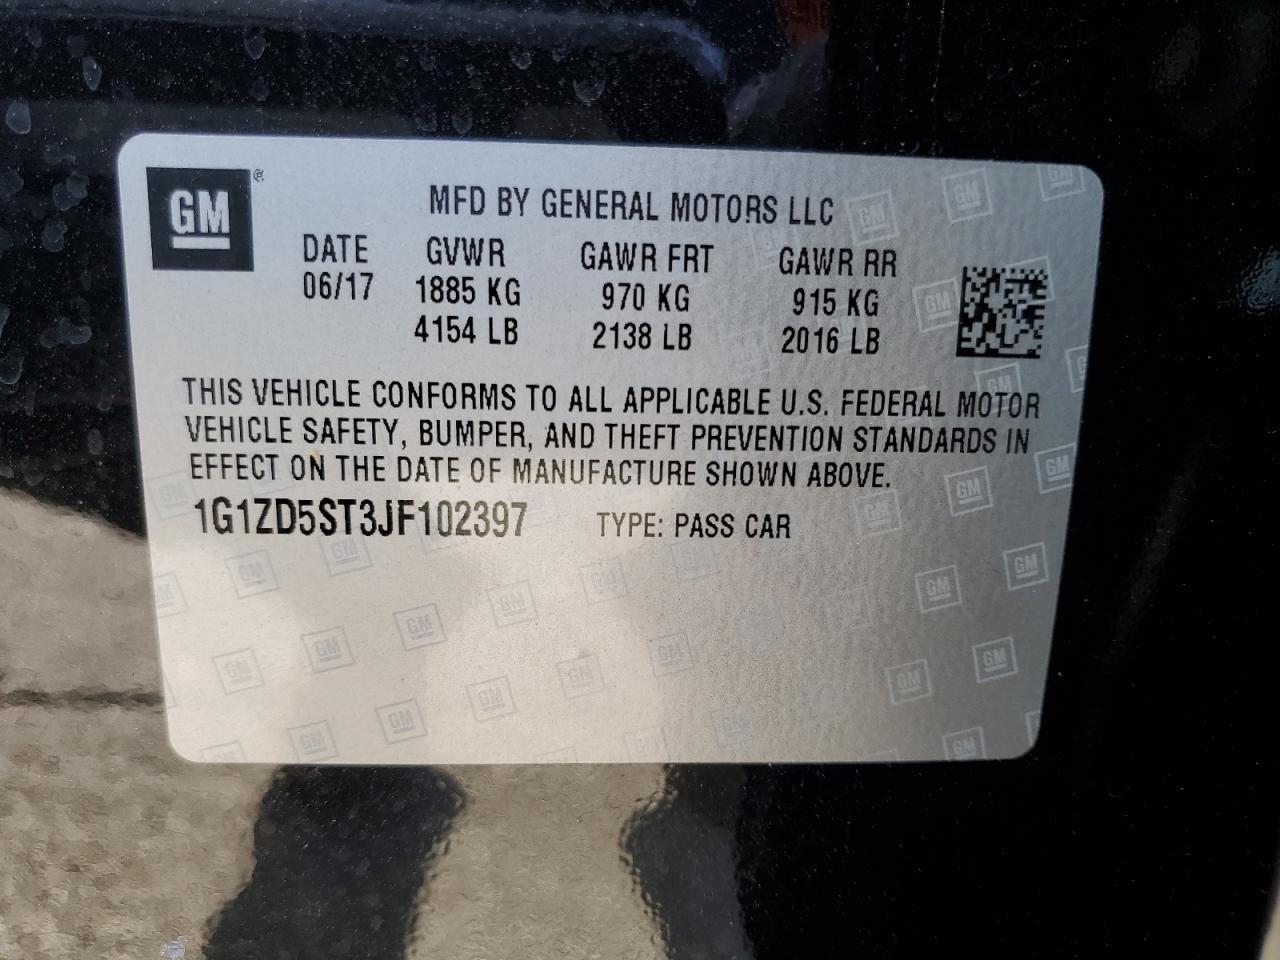 GM ®
MFD BY GENERAL MOTORS LLC
DATE GVWR GAWR FRT GAWR RR
06/17 1885 KG 970 KG 915 KG
4154 LB 2138 LB 2016 LB
THIS VEHICLE CONFORMS TO ALL APPLICABLE U.S. FEDERAL MOTOR
VEHICLE SAFETY, BUMPER, AND THEFT PREVENTION STANDARDS IN
EFFECT ON THE DATE OF MANUFACTURE SHOWN ABOVE.
1G1ZD5ST3JF102397 TYPE: PASS CAR